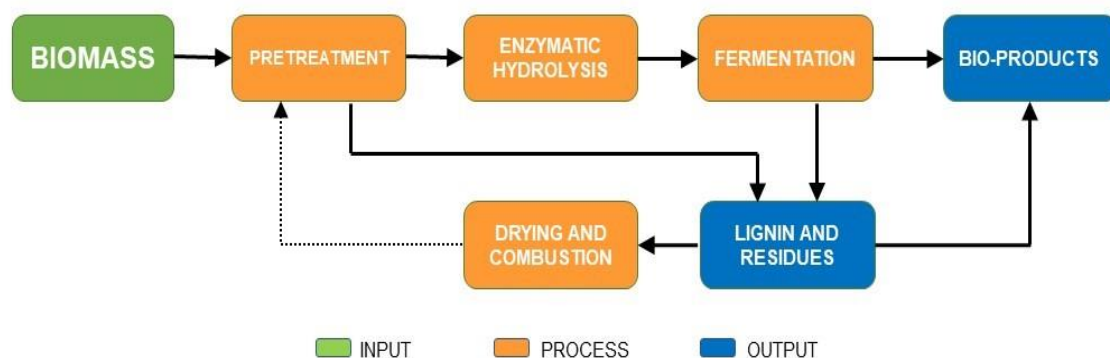 BIOMASS
PRETREATMENT
ENZYMATIC
HYDROLYSIS
FERMENTATION
BIO-PRODUCTS
DRYING AND
COMBUSTION
LIGNIN AND
RESIDUES
INPUT
PROCESS
OUTPUT